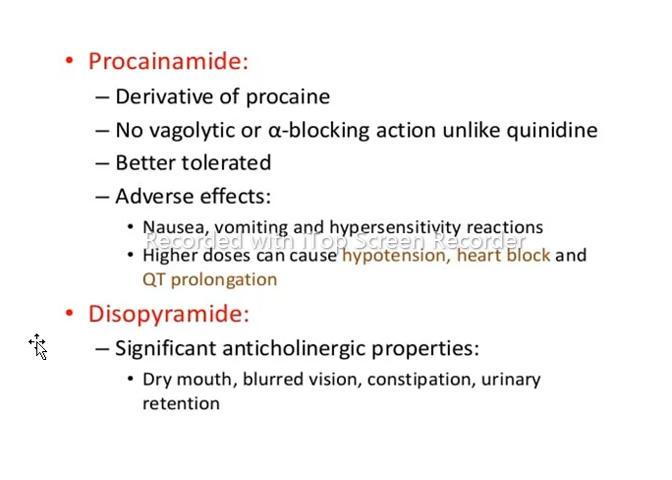 • Procainamide:
– Derivative of procaine
– No vagolytic or α-blocking action unlike quinidine
– Better tolerated
– Adverse effects:
• Nausea, vomiting and hypersensitivity reactions
Recorded with iTop Screen Recorder
• Higher doses can cause hypotension, heart block and
QT prolongation
• Disopyramide:
– Significant anticholinergic properties:
• Dry mouth, blurred vision, constipation, urinary
retention